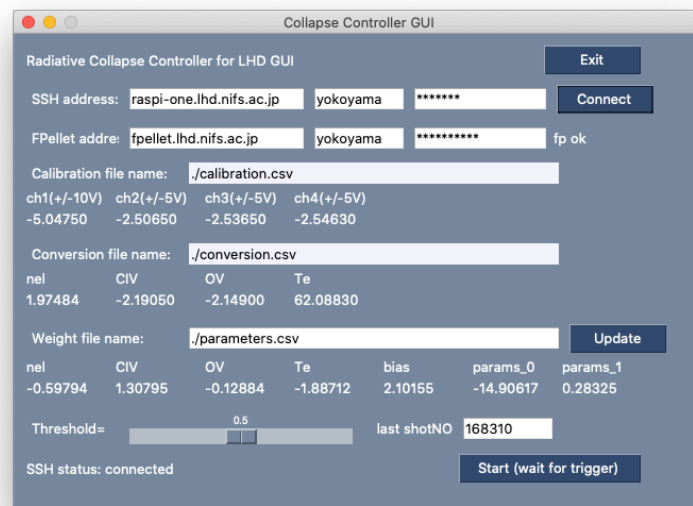 Collapse Controller GUI
Radiative Collapse Controller for LHD GUI Exit
SSH address: raspi-one.lhd.nifs.ac.jp yokoyama ******* Connect
FPellet addre: fpellet.lhd.nifs.ac.jp yokoyama ********** fp ok
Calibration file name: ./calibration.csv
ch1(+/-10V) ch2(+/-5V) ch3(+/-5V) ch4(+/-5V)
-5.04750 -2.50650 -2.53650 -2.54630
Conversion file name: ./conversion.csv
nel CIV OV Te
1.97484 -2.19050 -2.14900 62.08830
Weight file name: ./parameters.csv Update
nel CIV OV Te bias params_0 params_1
-0.59794 1.30795 -0.12884 -1.88712 2.10155 -14.90617 0.28325
Threshold= 0.5 last shotNO 168310
SSH status: connected Start (wait for trigger)